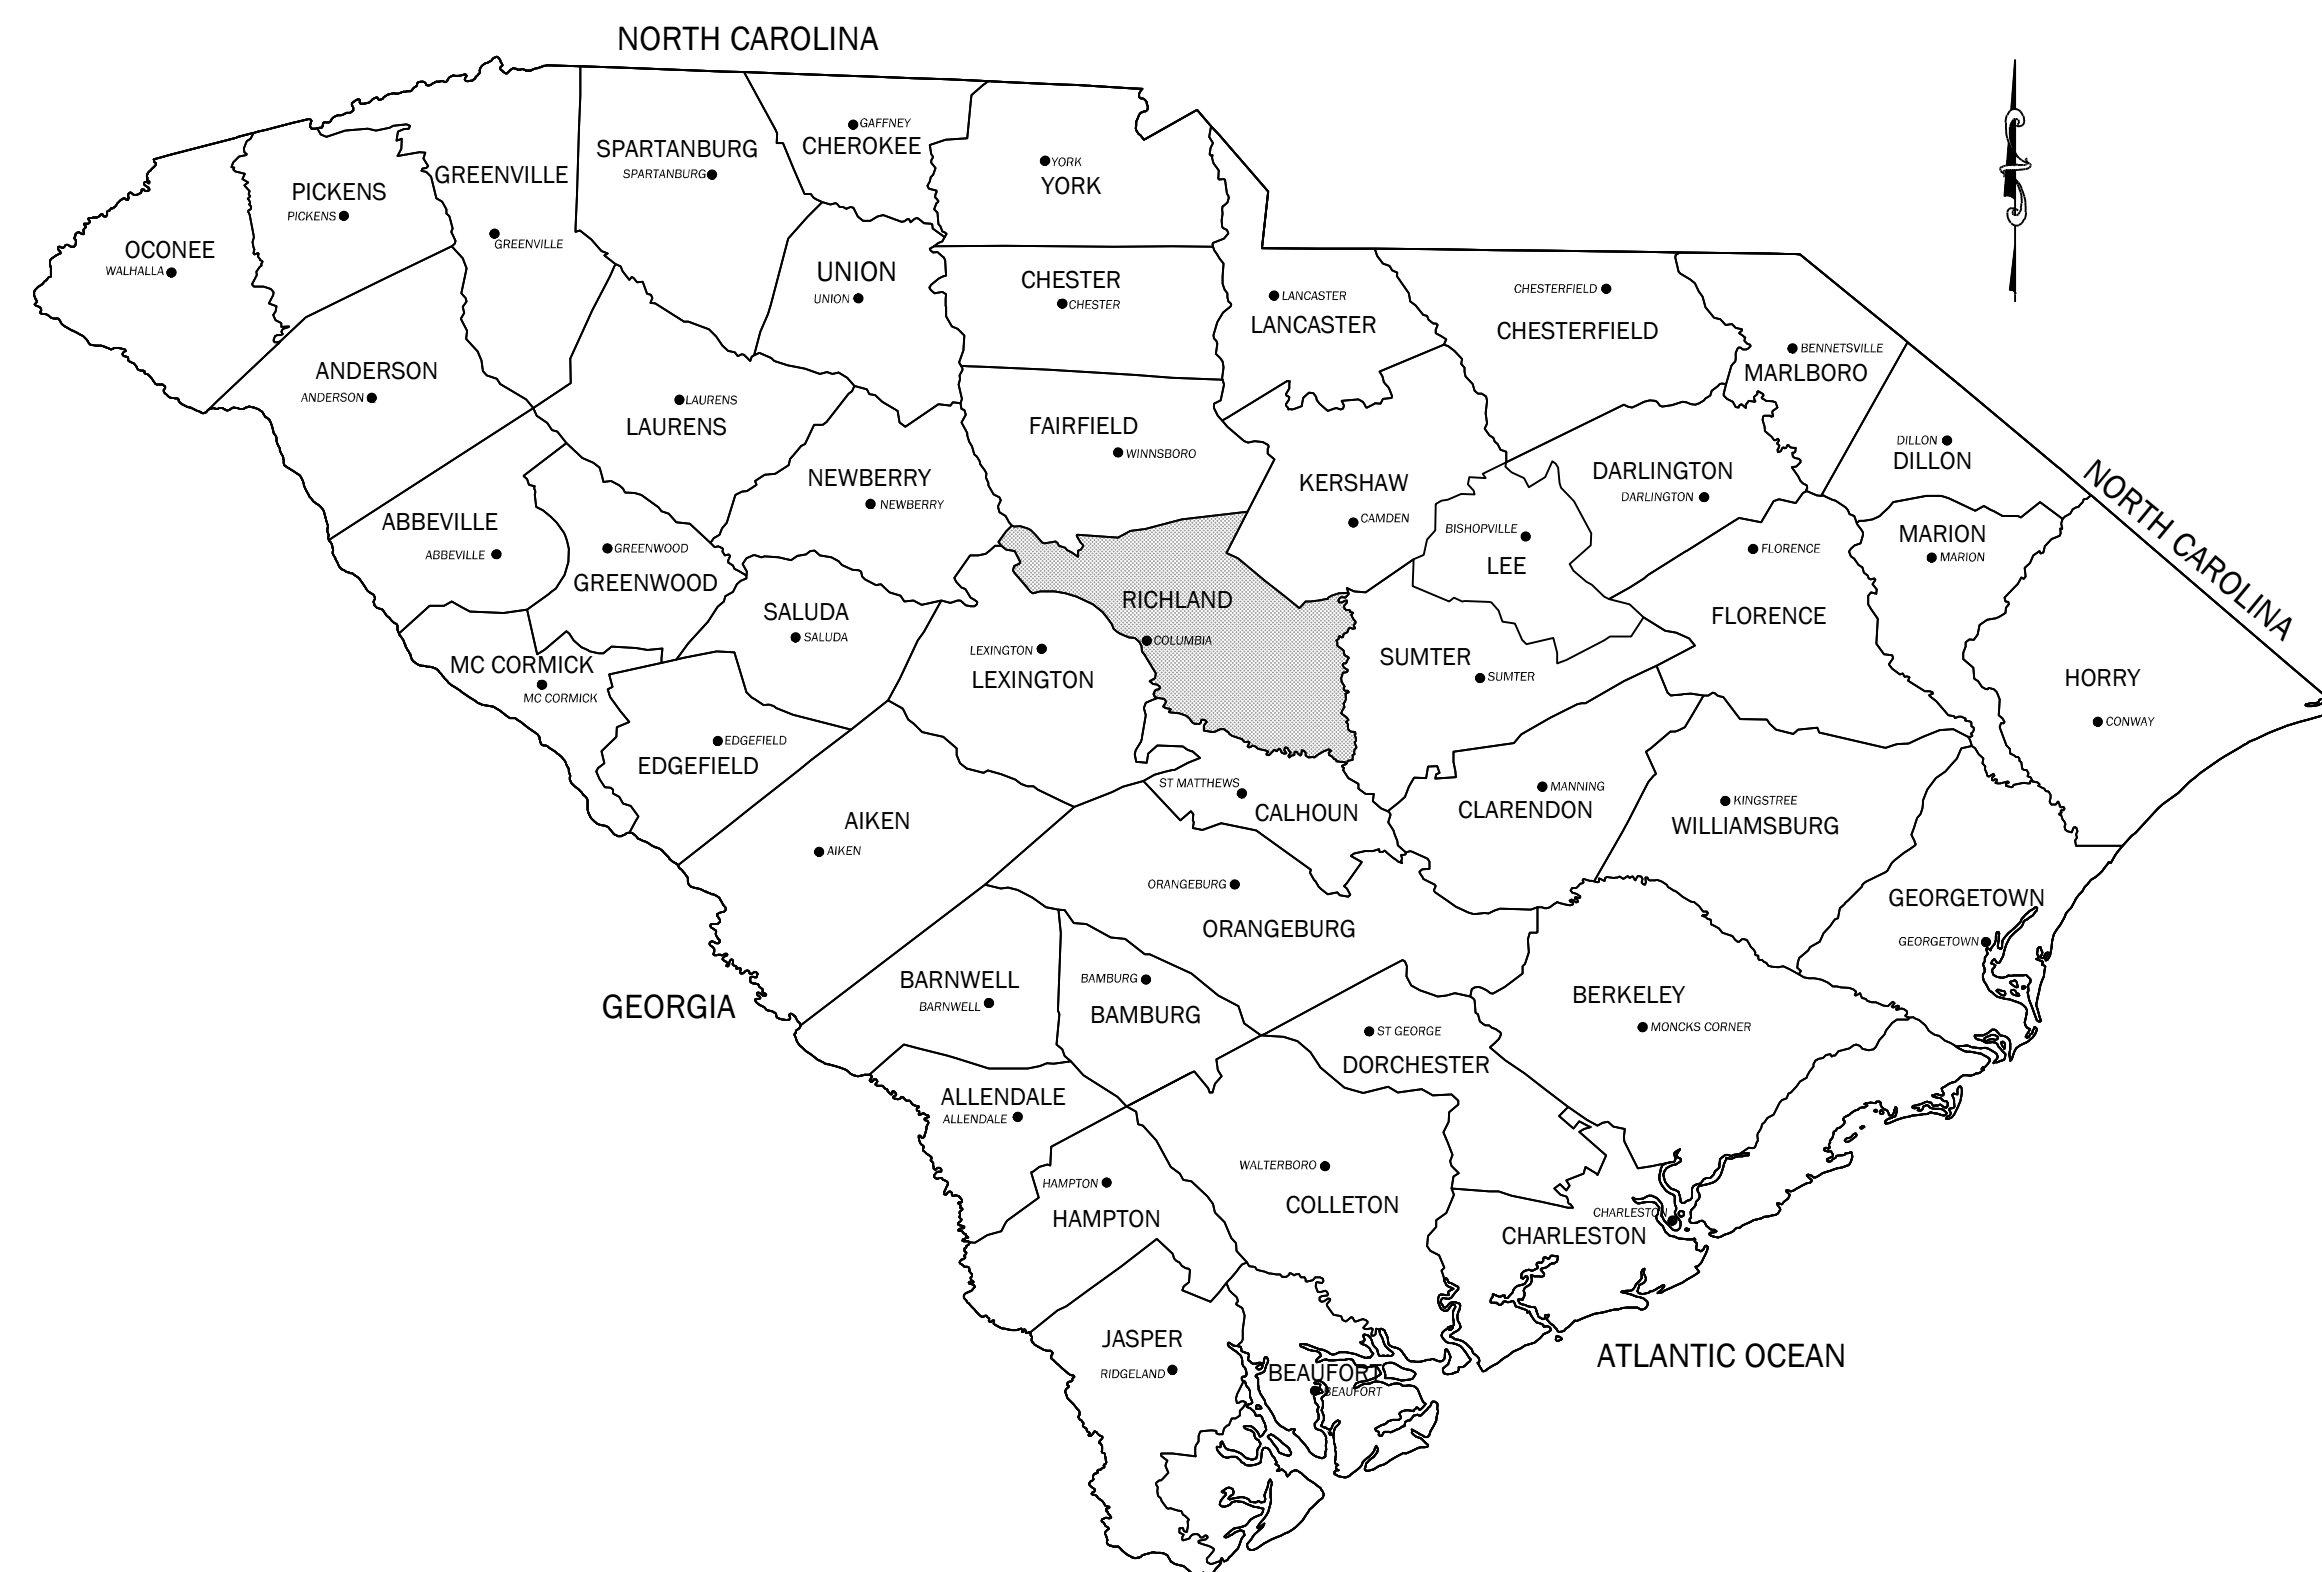 NORTH CAROLINA
GAFFNEY
CHEROKEE
SPARTANBURG
SPARTANBURG
YORK
YORK
GREENVILLE
GREENVILLE
PICKENS
PICKENS
OCONEE
WALHALLA
UNION
UNION
CHESTER
CHESTER
LANCASTER
LANCASTER
CHESTERFIELD
CHESTERFIELD
BENNETSVILLE
MARLBORO
ANDERSON
ANDERSON
LAURENS
LAURENS
FAIRFIELD
WINNSBORO
DILLON
DILLON
NORTH CAROLINA
NEWBERRY
NEWBERRY
KERSHAW
CAMDEN
DARLINGTON
DARLINGTON
ABBEVILLE
ABBEVILLE
GREENWOOD
GREENWOOD
BISHOPVILLE
LEE
FLORENCE
FLORENCE
MARION
MARION
SALUDA
SALUDA
RICHLAND
COLUMBIA
LEXINGTON
LEXINGTON
SUMTER
SUMTER
MC CORMICK
MC CORMICK
HORRY
CONWAY
EDGEFIELD
EDGEFIELD
ST MATTHEWS
CALHOUN
MANNING
CLARENDON
KINGSTREE
WILLIAMSBURG
AIKEN
AIKEN
ORANGEBURG
ORANGEBURG
GEORGETOWN
GEORGETOWN
GEORGIA
BARNWELL
BARNWELL
BAMBURG
BAMBURG
BERKELEY
MONCKS CORNER
ST GEORGE
DORCHESTER
ALLENDALE
ALLENDALE
HAMPTON
HAMPTON
WALTERBORO
COLLETON
CHARLESTON
CHARLESTON
JASPER
RIDGELAND
BEAUFORT
BEAUFORT
ATLANTIC OCEAN